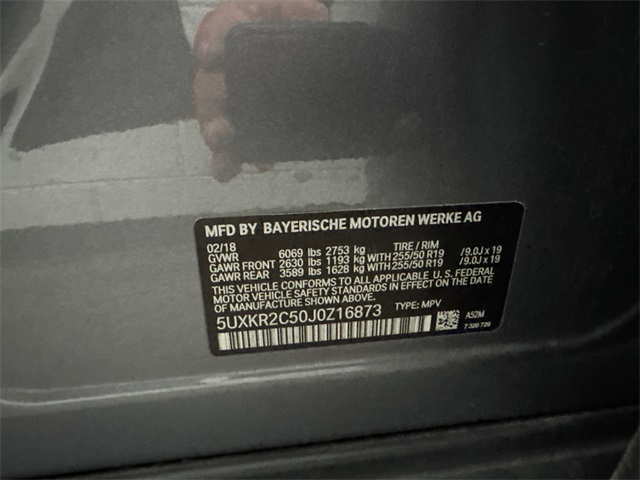 MFD BY BAYERISCHE MOTOREN WERKE AG
02/18
GVWR 6069 lbs 2753 kg TIRE / RIM
GAWR FRONT 2630 lbs 1193 kg WITH 255/50 R19 /9.0J x 19
GAWR REAR 3589 lbs 1628 kg WITH 255/50 R19 /9.0J x 19
THIS VEHICLE CONFORMS TO ALL APPLICABLE U.S. FEDERAL
MOTOR VEHICLE SAFETY STANDARDS IN EFFECT ON THE DATE
OF MANUFACTURE SHOWN ABOVE.
5UXKR2C50J0Z16873 TYPE: MPV
A52M
7 320 729